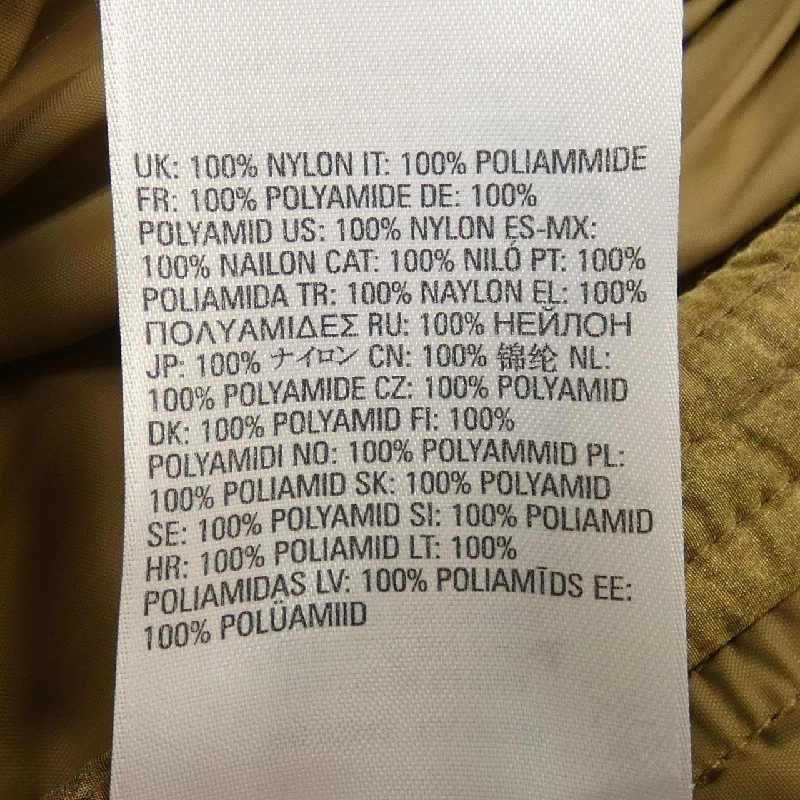 UK: 100% NYLON IT: 100% POLIAMMIDE
FR: 100% POLYAMIDE DE: 100%
POLYAMID US: 100% NYLON ES-MX:
100% NAILON CAT: 100% NILÓ PT: 100%
POLIAMIDA TR: 100% NAYLON EL: 100%
ΠΟΛΥΑΜΙΔΕΣ RU: 100% НЕЙЛОН
JP: 100% ナイロン CN: 100% 锦纶 NL:
100% POLYAMIDE CZ: 100% POLYAMID
DK: 100% POLYAMID FI: 100%
POLYAMIDI NO: 100% POLYAMMID PL:
100% POLIAMID SK: 100% POLYAMID
SE: 100% POLYAMID SI: 100% POLIAMID
HR: 100% POLIAMID LT: 100%
POLIAMIDAS LV: 100% POLIAMĪDS EE:
100% POLÜAMIID